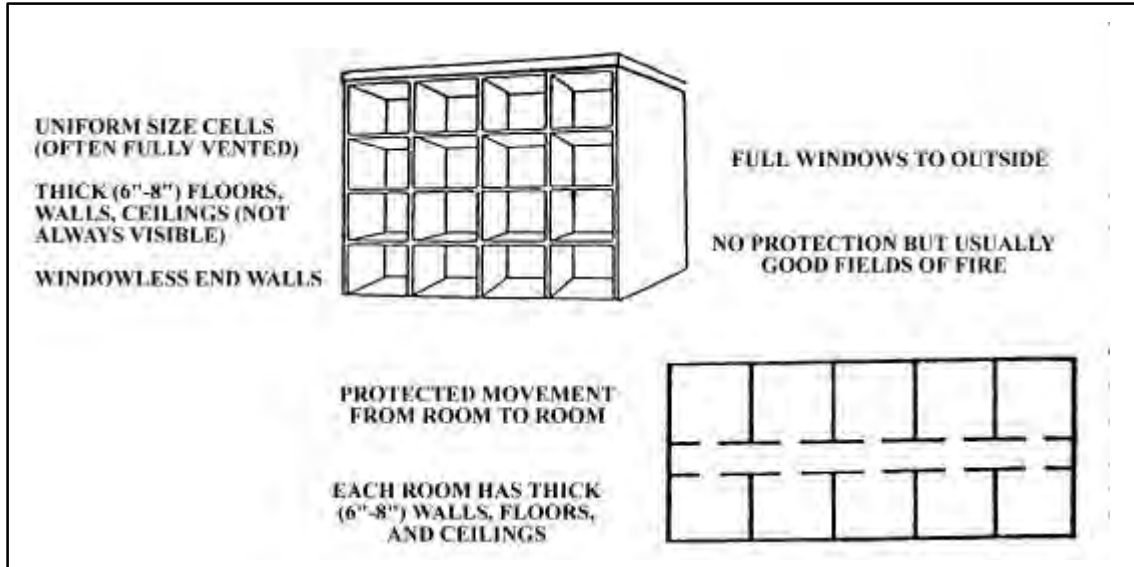 UNIFORM SIZE CELLS
(OFTEN FULLY VENTED)
THICK (6"-8") FLOORS,
WALLS, CEILINGS (NOT
ALWAYS VISIBLE)
WINDOWLESS END WALLS
FULL WINDOWS TO OUTSIDE
NO PROTECTION BUT USUALLY
GOOD FIELDS OF FIRE
PROTECTED MOVEMENT
FROM ROOM TO ROOM
EACH ROOM HAS THICK
(6"-8") WALLS, FLOORS,
AND CEILINGS